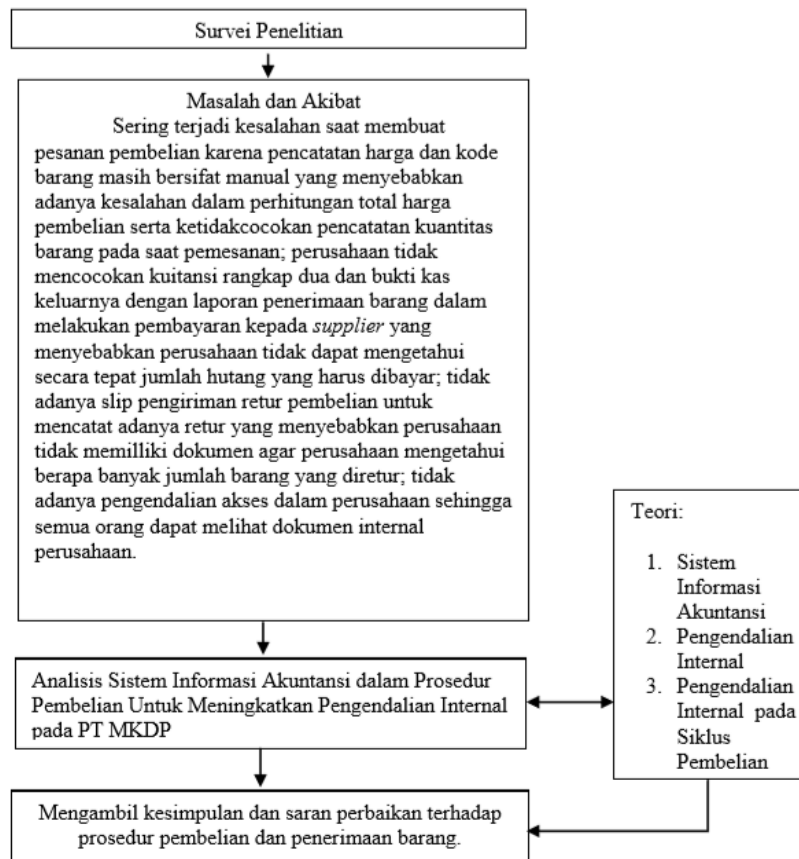 Survei Penelitian
Masalah dan Akibat
Sering terjadi kesalahan saat membuat
pesanan pembelian karena pencatatan harga dan kode
barang masih bersifat manual yang menyebabkan
adanya kesalahan dalam perhitungan total harga
pembelian serta ketidakcocokan pencatatan kuantitas
barang pada saat pemesanan; perusahaan tidak
mencocokan kuitansi rangkap dua dan bukti kas
keluarnya dengan laporan penerimaan barang dalam
melakukan pembayaran kepada supplier yang
menyebabkan perusahaan tidak dapat mengetahui
secara tepat jumlah hutang yang harus dibayar; tidak
adanya slip pengiriman retur pembelian untuk
mencatat adanya retur yang menyebabkan perusahaan
tidak memilliki dokumen agar perusahaan mengetahui
berapa banyak jumlah barang yang diretur; tidak
adanya pengendalian akses dalam perusahaan sehingga
semua orang dapat melihat dokumen internal
perusahaan.
Teori:
1. Sistem
Informasi
Akuntansi
2. Pengendalian
Internal
3. Pengendalian
Internal pada
Siklus
Pembelian
Analisis Sistem Informasi Akuntansi dalam Prosedur
Pembelian Untuk Meningkatkan Pengendalian Internal
pada PT MKDP
Mengambil kesimpulan dan saran perbaikan terhadap
prosedur pembelian dan penerimaan barang.